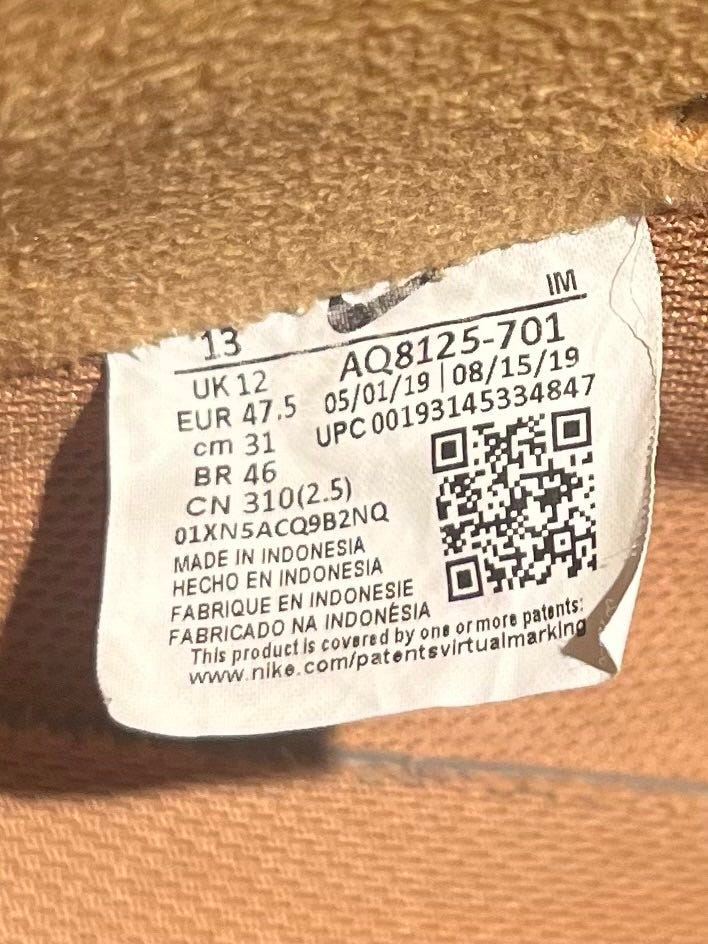 IM
13
AQ8125-701
UK 12
05/01/19 | 08/15/19
EUR 47.5
UPC 00193145334847
cm 31
BR 46
CN 310(2.5)
01XN5ACQ9B2NQ
MADE IN INDONESIA
HECHO EN INDONESIA
FABRIQUE EN INDONESIE
FABRICADO NA INDONÉSIA
This product is covered by one or more patents:
www.nike.com/patentsvirtualmarking